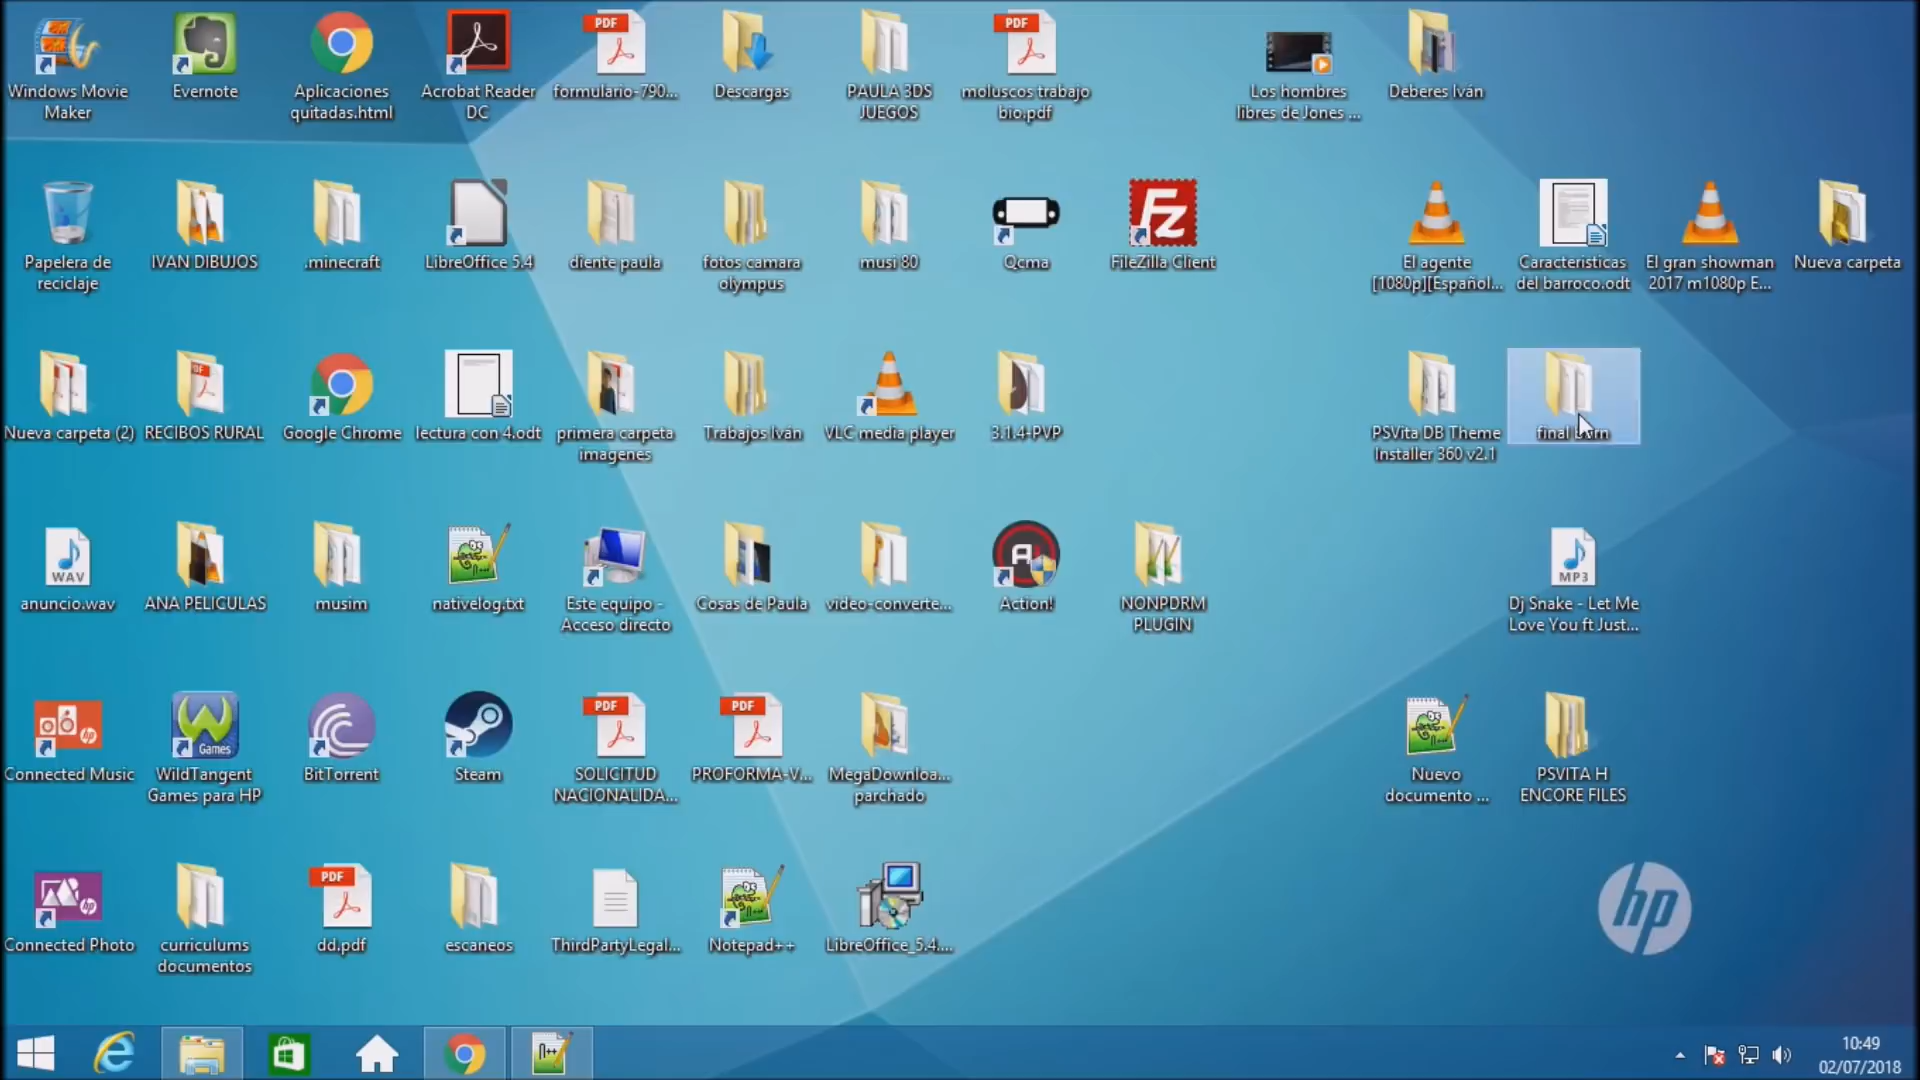 Windows Movie
Maker
Evernote
Aplicaciones
quitadas.html
Acrobat Reader
DC
PDF
formulario-790...
Descargas
PAULA 3DS
JUEGOS
PDF
moluscos trabajo
bio.pdf
Los hombres
libres de Jones ...
Deberes Iván
Papelera de
reciclaje
IVAN DIBUJOS
.minecraft
LibreOffice 5.4
diente paula
fotos camara
olympus
musi 80
Qcma
Fz
FileZilla Client
El agente
[1080p][Español...
Caracteristicas
del barroco.odt
El gran showman
2017 m1080p E...
Nueva carpeta
Nueva carpeta (2)
PDF
RECIBOS RURAL
Google Chrome
lectura con 4.odt
primera carpeta
imagenes
Trabajos Iván
VLC media player
3.1.4-PVP
PSVita DB Theme
Installer 360 v2.1
final
WAV
anuncio.wav
ANA PELICULAS
musim
nativelog.txt
Este equipo -
Acceso directo
Cosas de Paula
video-converte...
A
Action!
NONPDRM
PLUGIN
MP3
Dj Snake - Let Me
Love You ft Just...
hp
Connected Music
W
Games
WildTangent
Games para HP
BitTorrent
Steam
PDF
SOLICITUD
NACIONALIDA...
PDF
PROFORMA-V...
MegaDownloa...
parchado
Nuevo
documento ...
PSVITA H
ENCORE FILES
hp
Connected Photo
curriculums
documentos
PDF
dd.pdf
escaneos
ThirdPartyLegal...
Notepad++
LibreOffice_5.4....
hp
n++
10:49
02/07/2018